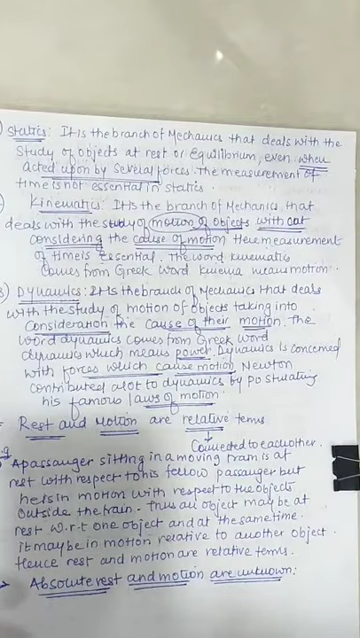 ) Statics: It is the branch of Mechanics that deals with the
Study of objects at rest or Equilibrium, even when
acted upon by Several forces. The measurement of
time is not essential in statics.
Kinematics: It is the branch of Mechanics that
deals with the study of motion of objects with out
considering the cause of motion Here measurement
of time is Essential. The word kinematics
comes from Greek word kinema means motion.
3) Dynamics: It is the branch of Mechanics that deals
with the study of motion of objects taking into
Consideration the cause of their motion. The
word dynamics comes from Greek word
dynamis which means power. Dynamics is concerned
with forces which cause motion Newton
contributed a lot to dynamics by postulating
his famous laws of motion.
Rest and Motion are relative terms
Connected to each other.
A passanger sitting in a moving train is at
rest with respect to his fellow passanger but
he is in motion with respect to the objects
outside the train. Thus an object may be at
rest w.r.t one object and at the same time.
it may be in motion relative to another object.
Hence rest and motion are relative terms.
Absolute rest and motion are unknown: